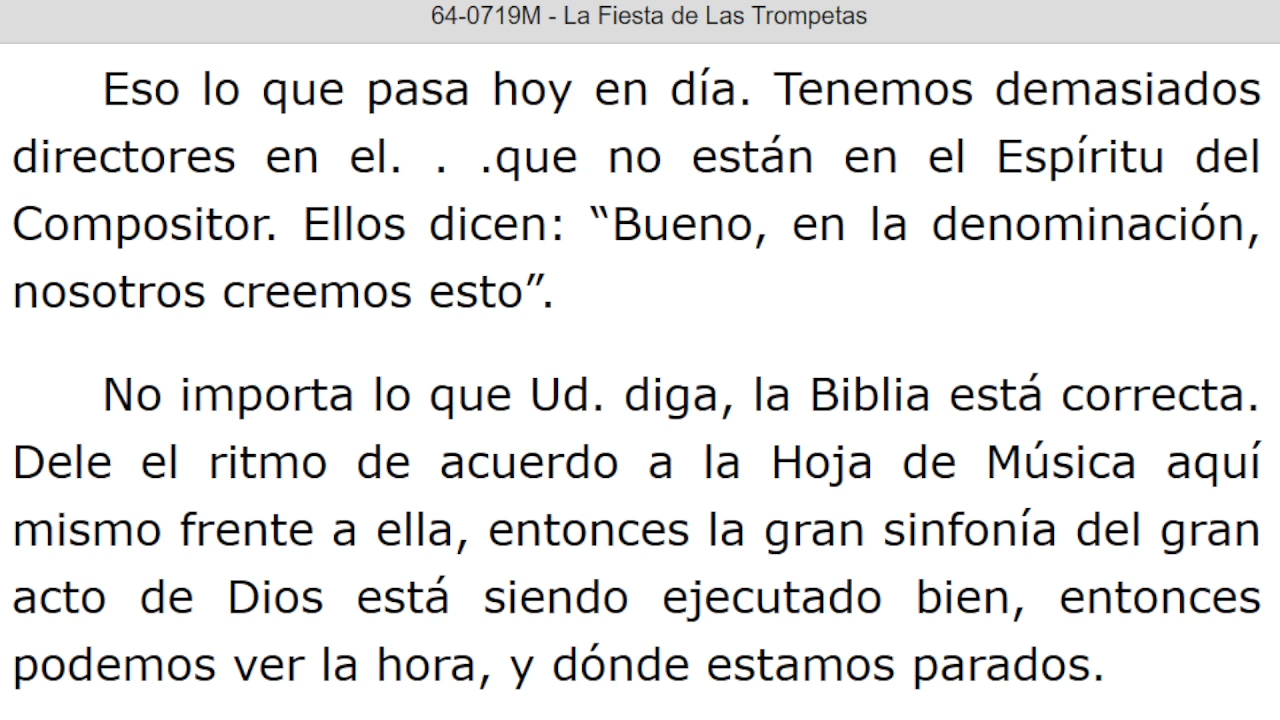 64-0719M - La Fiesta de Las Trompetas
Eso lo que pasa hoy en día. Tenemos demasiados
directores en el. . .que no están en el Espíritu del
Compositor. Ellos dicen: “Bueno, en la denominación,
nosotros creemos esto”.
No importa lo que Ud. diga, la Biblia está correcta.
Dele el ritmo de acuerdo a la Hoja de Música aquí
mismo frente a ella, entonces la gran sinfonía del gran
acto de Dios está siendo ejecutado bien, entonces
podemos ver la hora, y dónde estamos parados.